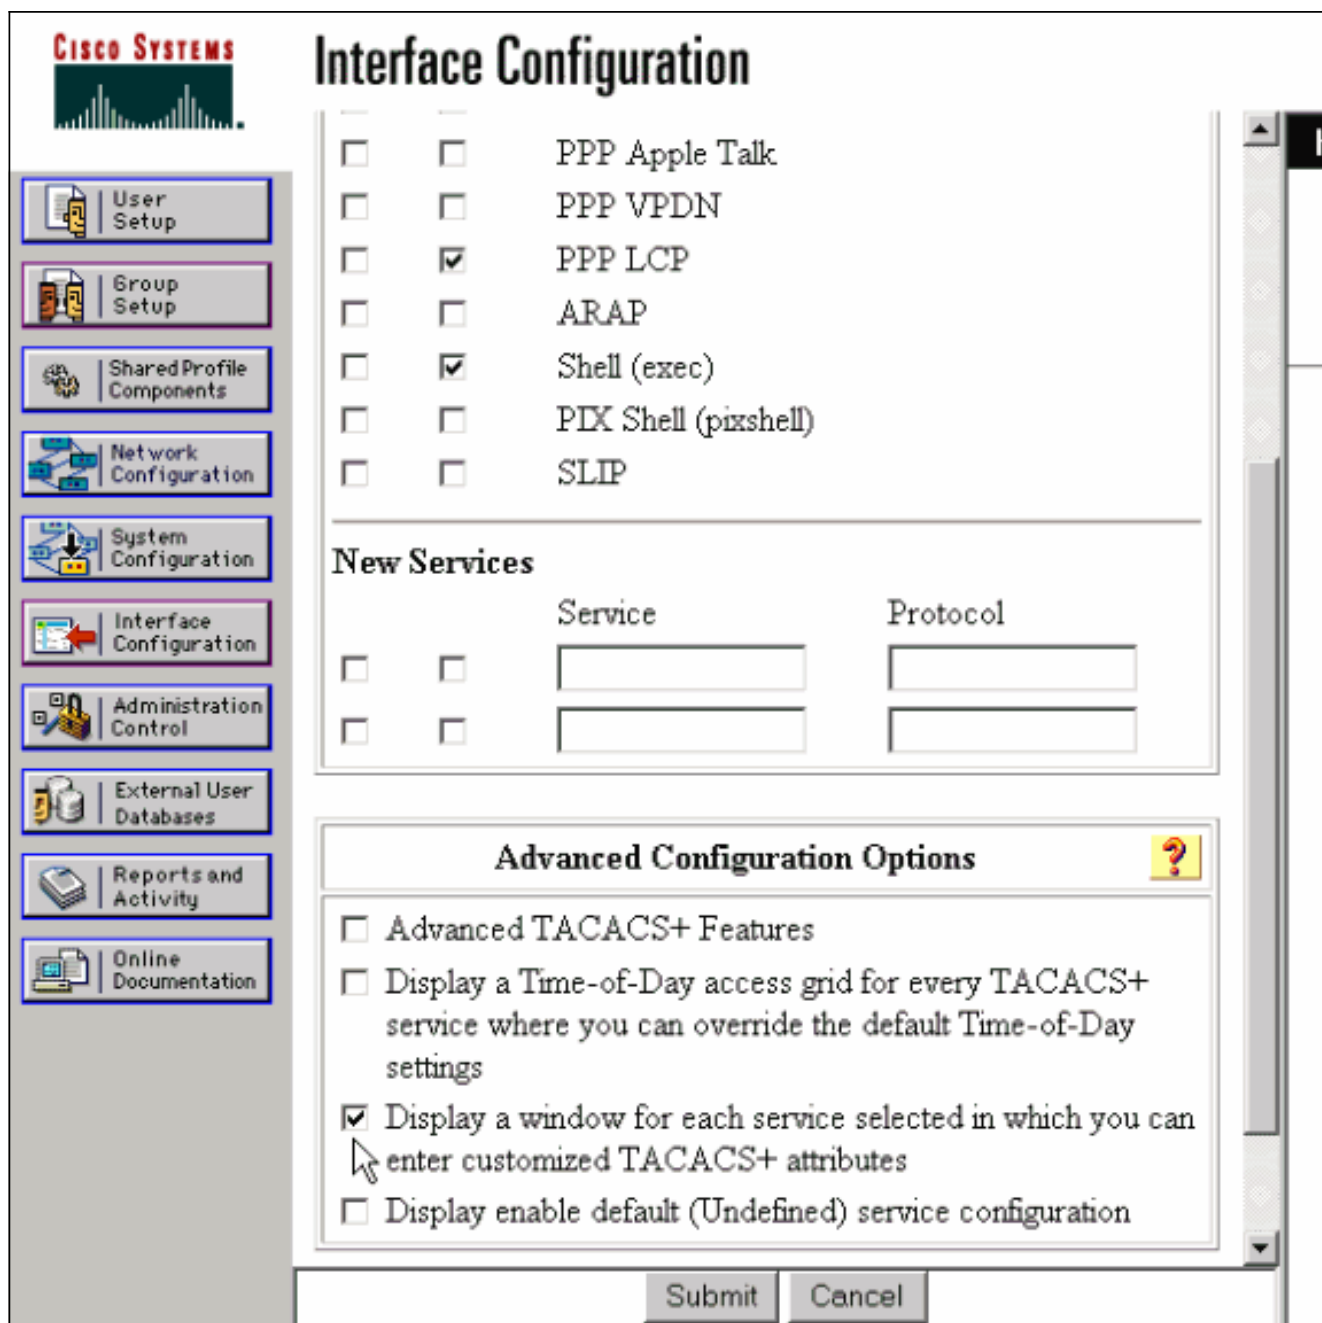 CISCO SYSTEMS
Interface Configuration
User
Setup
Group
Setup
Shared Profile
Components
Network
Configuration
System
Configuration
Interface
Configuration
Administration
Control
External User
Databases
Reports and
Activity
Online
Documentation
PPP Apple Talk
PPP VPDN
PPP LCP
ARAP
Shell (exec)
PIX Shell (pixshell)
SLIP
New Services
Service Protocol
Advanced Configuration Options ?
Advanced TACACS+ Features
Display a Time-of-Day access grid for every TACACS+
service where you can override the default Time-of-Day
settings
Display a window for each service selected in which you can
enter customized TACACS+ attributes
Display enable default (Undefined) service configuration
Submit Cancel